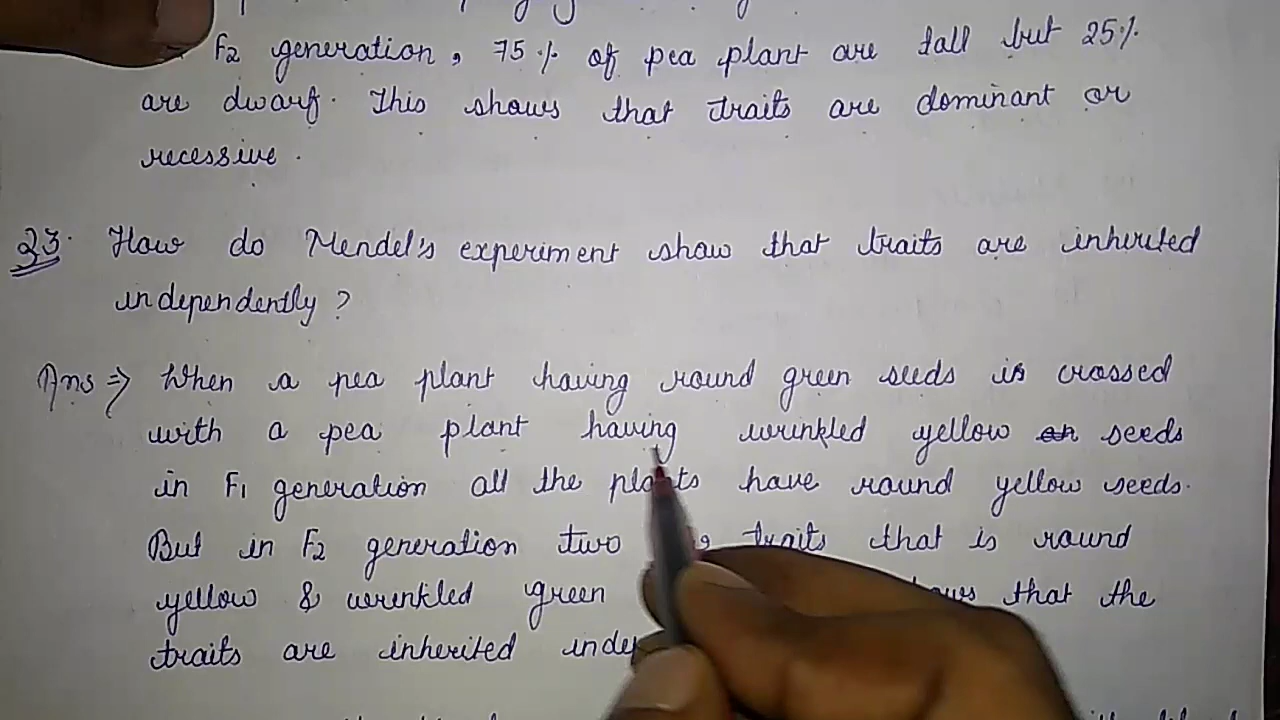 F2 generation, 75% of pea plant are tall but 25%
are dwarf. This shows that traits are dominant or
recessive.
23. How do Mendel's experiment show that traits are inherited
independently?
Ans ⇒ When a pea plant having round green seeds is crossed
with a pea plant having wrinkled yellow seeds
in F1 generation all the plants have round yellow seeds.
But in F2 generation two traits that is round
yellow & wrinkled green that the
traits are inherited